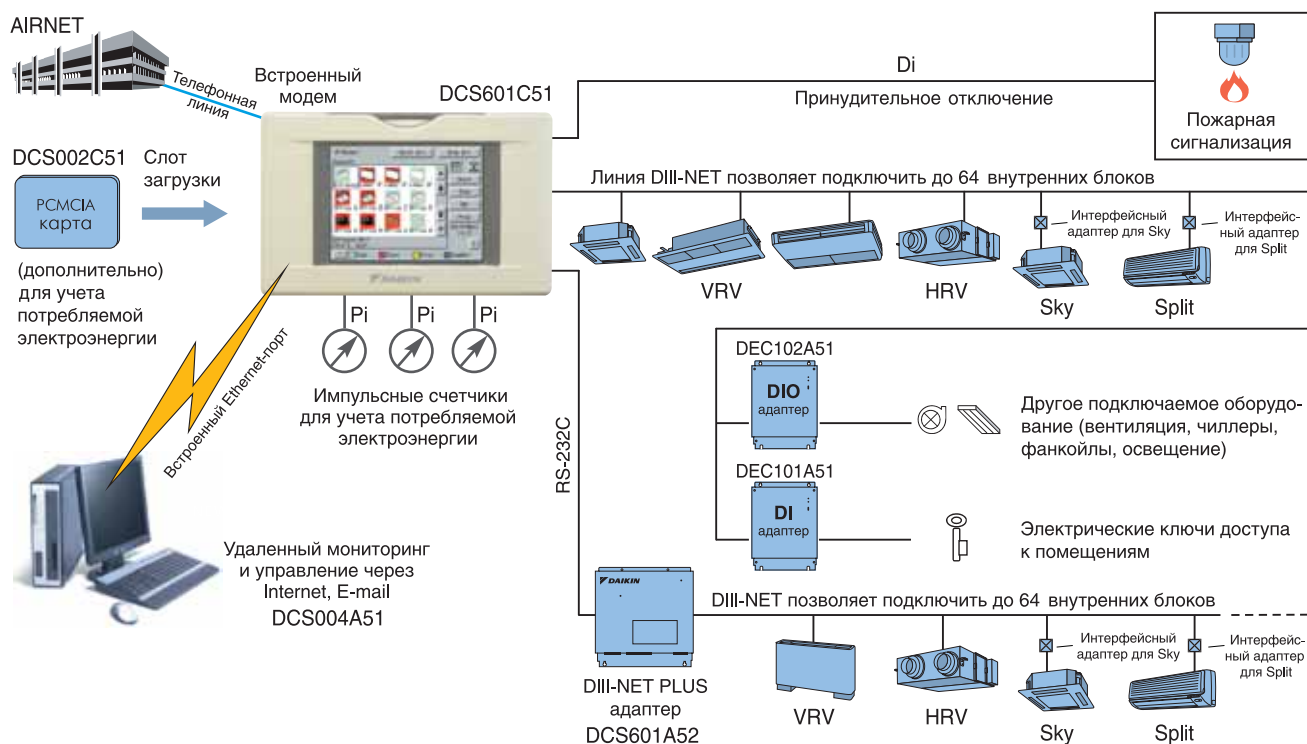 AIRNET
Телефонная
линия
Встроенный
модем
DCS601C51
Di
Принудительное отключение
Пожарная
сигнализация
DCS002C51
PCMCIA
карта
Слот
загрузки
(дополнительно)
для учета
потребляемой
электроэнергии
DAIKIN
Линия DIII-NET позволяет подключить до 64 внутренних блоков
Интерфейсный
адаптер для Sky
Интерфейс-
ный адаптер
для Split
VRV
HRV
Sky
Split
Pi
Pi
Pi
Импульсные счетчики
для учета потребляемой
электроэнергии
Встроенный Ethernet-порт
RS-232C
DEC102A51
DIO
адаптер
Другое подключаемое оборудо-
вание (вентиляция, чиллеры,
фанкойлы, освещение)
DEC101A51
DI
адаптер
Электрические ключи доступа
к помещениям
Удаленный мониторинг
и управление через
Internet, E-mail
DCS004A51
DAIKIN
DIII-NET PLUS
адаптер
DCS601A52
DIII-NET позволяет подключить до 64 внутренних блоков
Интерфейсный
адаптер для Sky
Интерфейс-
ный адаптер
для Split
VRV
HRV
Sky
Split